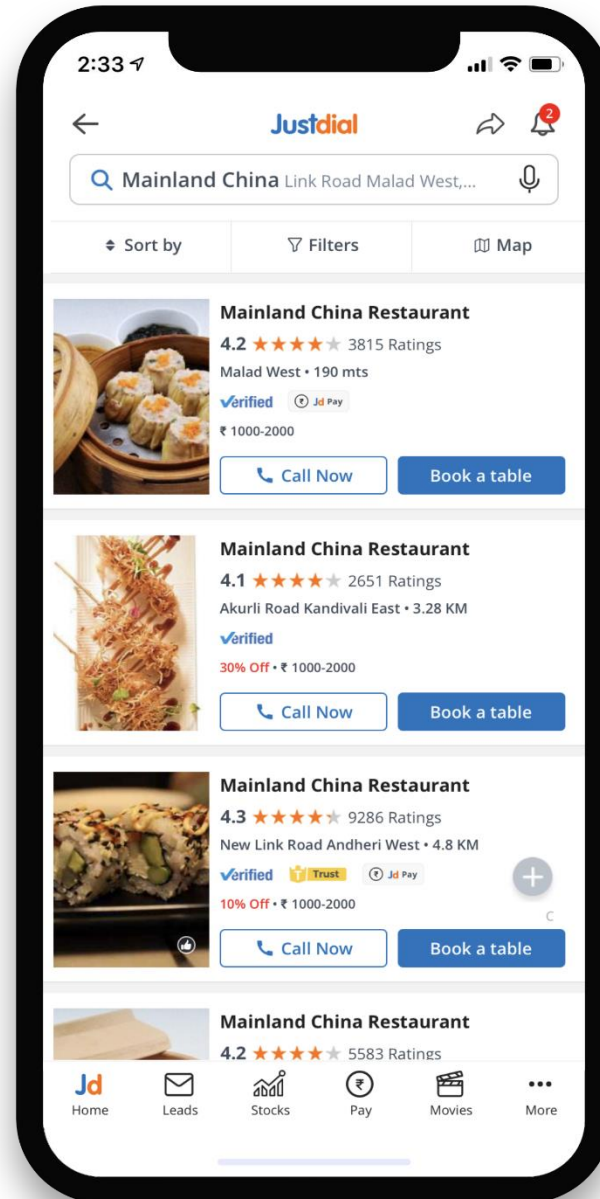 2:33
Justdial
2
Mainland China Link Road Malad West,...
Sort by Filters Map
Mainland China Restaurant
4.2 3815 Ratings
Malad West • 190 mts
Verified Jd Pay
₹ 1000-2000
Call Now Book a table
Mainland China Restaurant
4.1 2651 Ratings
Akurli Road Kandivali East • 3.28 KM
Verified
30% Off • ₹ 1000-2000
Call Now Book a table
Mainland China Restaurant
4.3 9286 Ratings
New Link Road Andheri West • 4.8 KM
Verified T Trust Jd Pay
10% Off • ₹ 1000-2000
C
Call Now Book a table
Mainland China Restaurant
4.2 5583 Ratings
Jd
Home Leads Stocks Pay Movies More